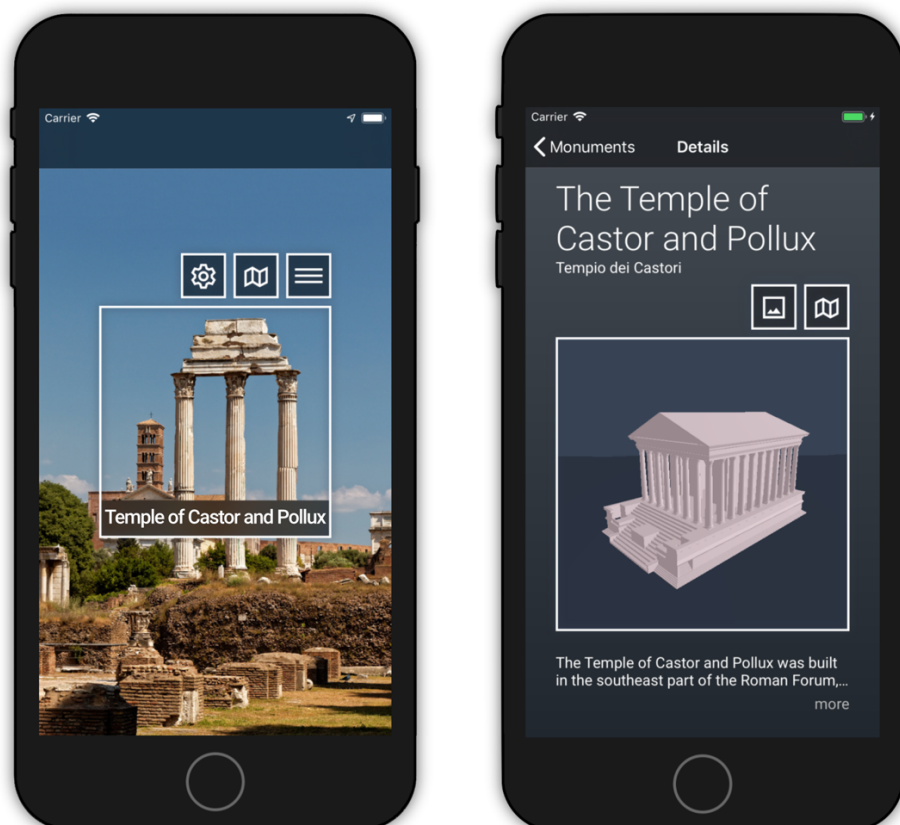 Carrier
Temple of Castor and Pollux
Carrier
Monuments
Details
The Temple of
Castor and Pollux
Tempio dei Castori
The Temple of Castor and Pollux was built
in the southeast part of the Roman Forum,...
more